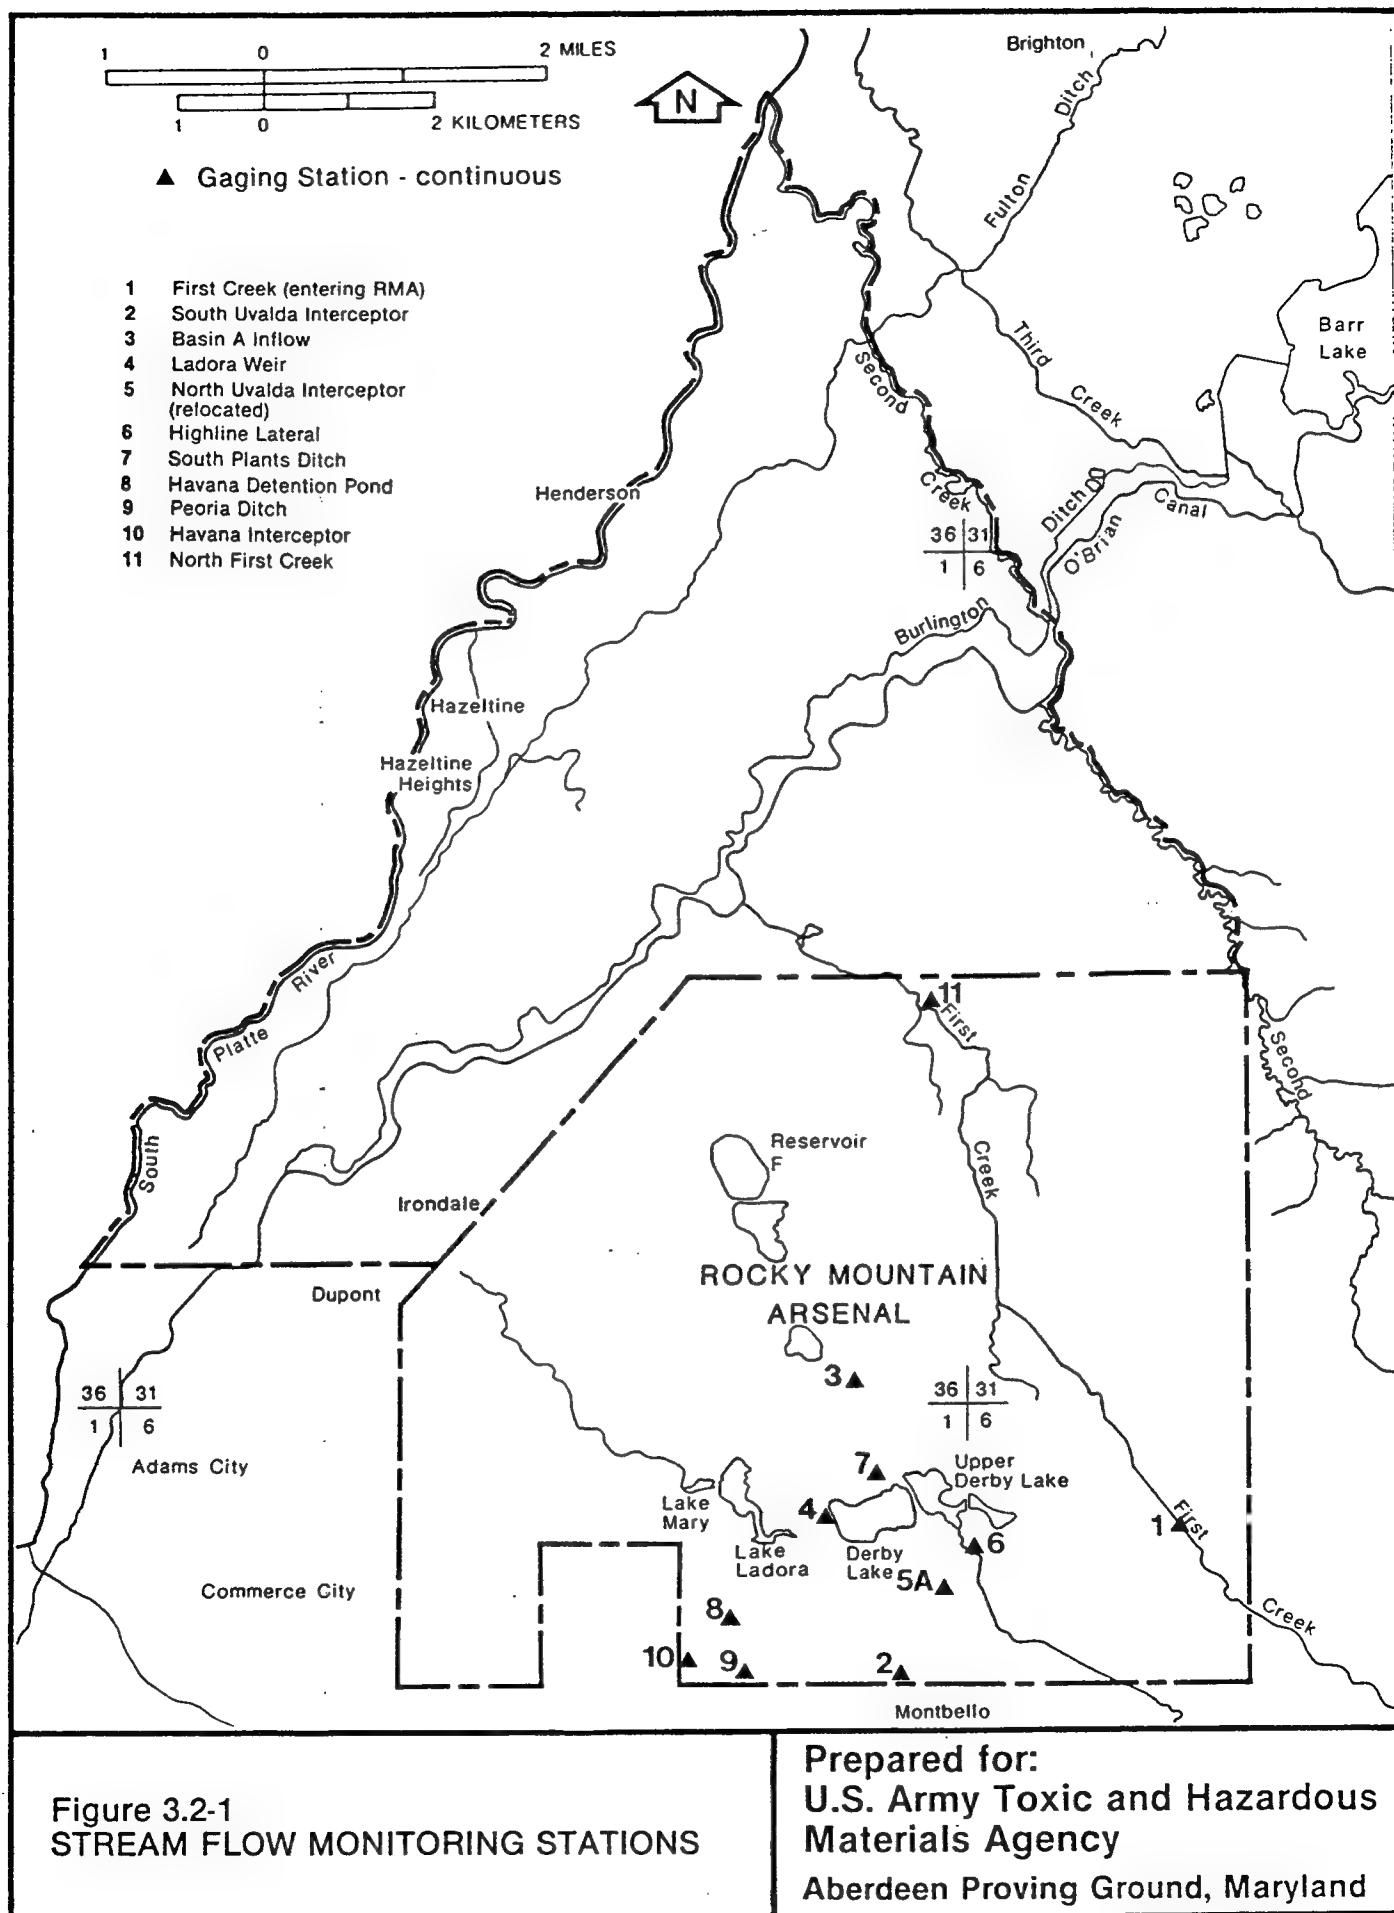 1 0 2 MILES
1 0 2 KILOMETERS
N
▲ Gaging Station - continuous
1 First Creek (entering RMA)
2 South Uvalda Interceptor
3 Basin A Inflow
4 Ladora Weir
5 North Uvalda Interceptor
(relocated)
6 Highline Lateral
7 South Plants Ditch
8 Havana Detention Pond
9 Peoria Ditch
10 Havana Interceptor
11 North First Creek
Brighton
Fulton Ditch
Barr
Lake
Third Creek
Second Creek
Henderson
Ditch
O'Brian Canal
36 31
1 6
Burlington
Hazeltine
Hazeltine
Heights
South Platte River
11
First Creek
Second
Reservoir
F
Irondale
ROCKY MOUNTAIN
ARSENAL
Dupont
3
36 31
1 6
36 31
1 6
Adams City
7
Upper
Derby Lake
Lake
Mary
4
Lake
Ladora
Derby
Lake
6
5A
1
First Creek
Commerce City
8
10
9
2
Montbello
Figure 3.2-1
STREAM FLOW MONITORING STATIONS
Prepared for:
U.S. Army Toxic and Hazardous
Materials Agency
Aberdeen Proving Ground, Maryland